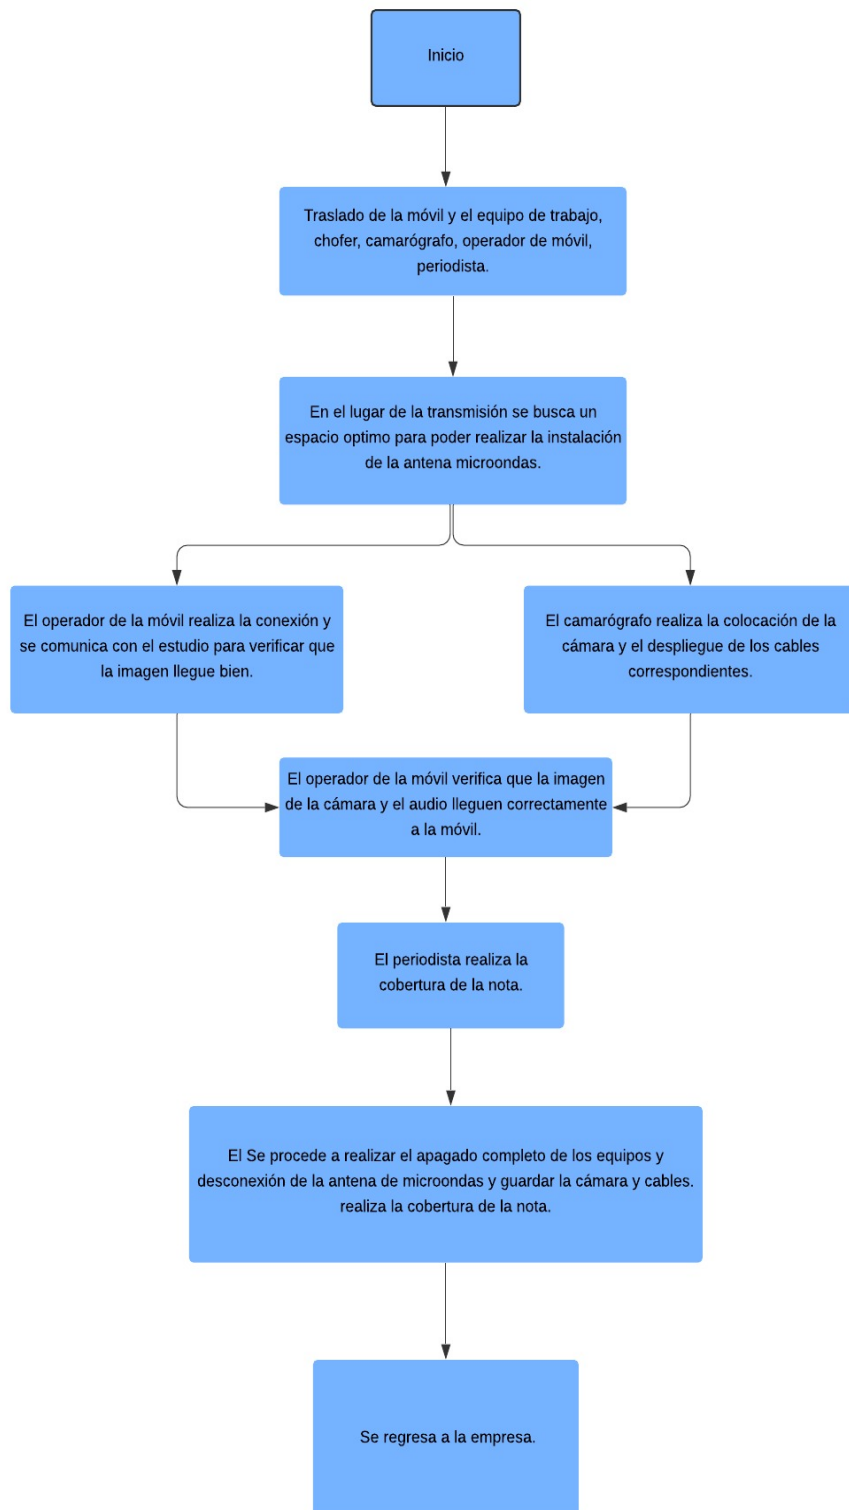 Inicio
Traslado de la móvil y el equipo de trabajo,
chofer, camarógrafo, operador de móvil,
periodista.
En el lugar de la transmisión se busca un
espacio optimo para poder realizar la instalación
de la antena microondas.
El operador de la móvil realiza la conexión y
se comunica con el estudio para verificar que
la imagen llegue bien.
El camarógrafo realiza la colocación de la
cámara y el despliegue de los cables
correspondientes.
El operador de la móvil verifica que la imagen
de la cámara y el audio lleguen correctamente
a la móvil.
El periodista realiza la
cobertura de la nota.
El Se procede a realizar el apagado completo de los equipos y
desconexión de la antena de microondas y guardar la cámara y cables.
realiza la cobertura de la nota.
Se regresa a la empresa.